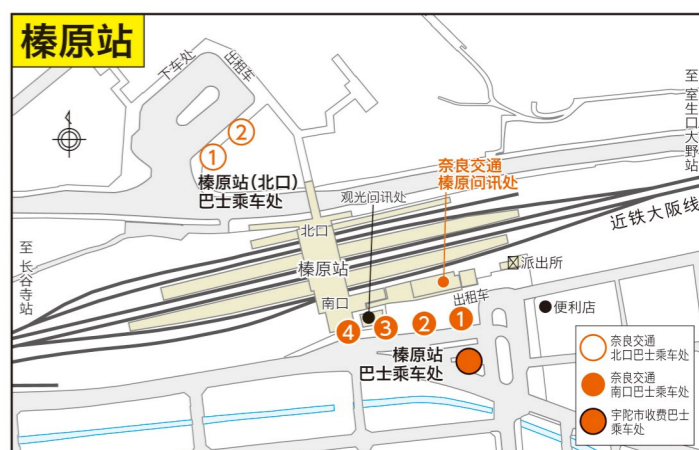 榛原站
下车处
出租车
②
①
榛原站(北口)
巴士乘车处
至 室生口大野站
奈良交通
榛原问讯处
观光问讯处
北口
近铁大阪线
榛原站
派出所
至 长谷寺站
南口
出租车
便利店
④
③
②
①
榛原站
巴士乘车处
奈良交通
北口巴士乘车处
奈良交通
南口巴士乘车处
宇陀市收费巴士
乘车处